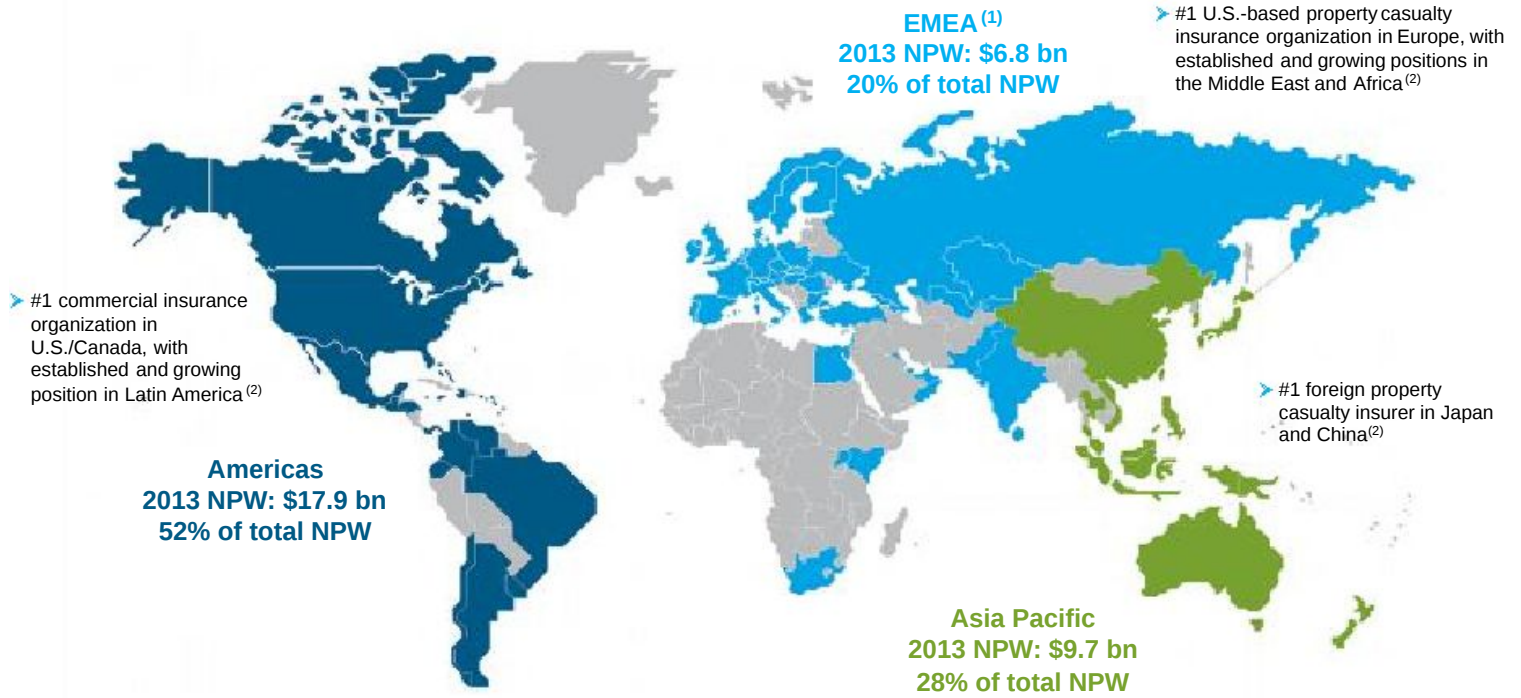 EMEA (1)
2013 NPW: $6.8 bn
20% of total NPW
#1 U.S.-based property casualty
insurance organization in Europe, with
established and growing positions in
the Middle East and Africa (2)
#1 commercial insurance
organization in
U.S./Canada, with
established and growing
position in Latin America (2)
#1 foreign property
casualty insurer in Japan
and China(2)
Americas
2013 NPW: $17.9 bn
52% of total NPW
Asia Pacific
2013 NPW: $9.7 bn
28% of total NPW